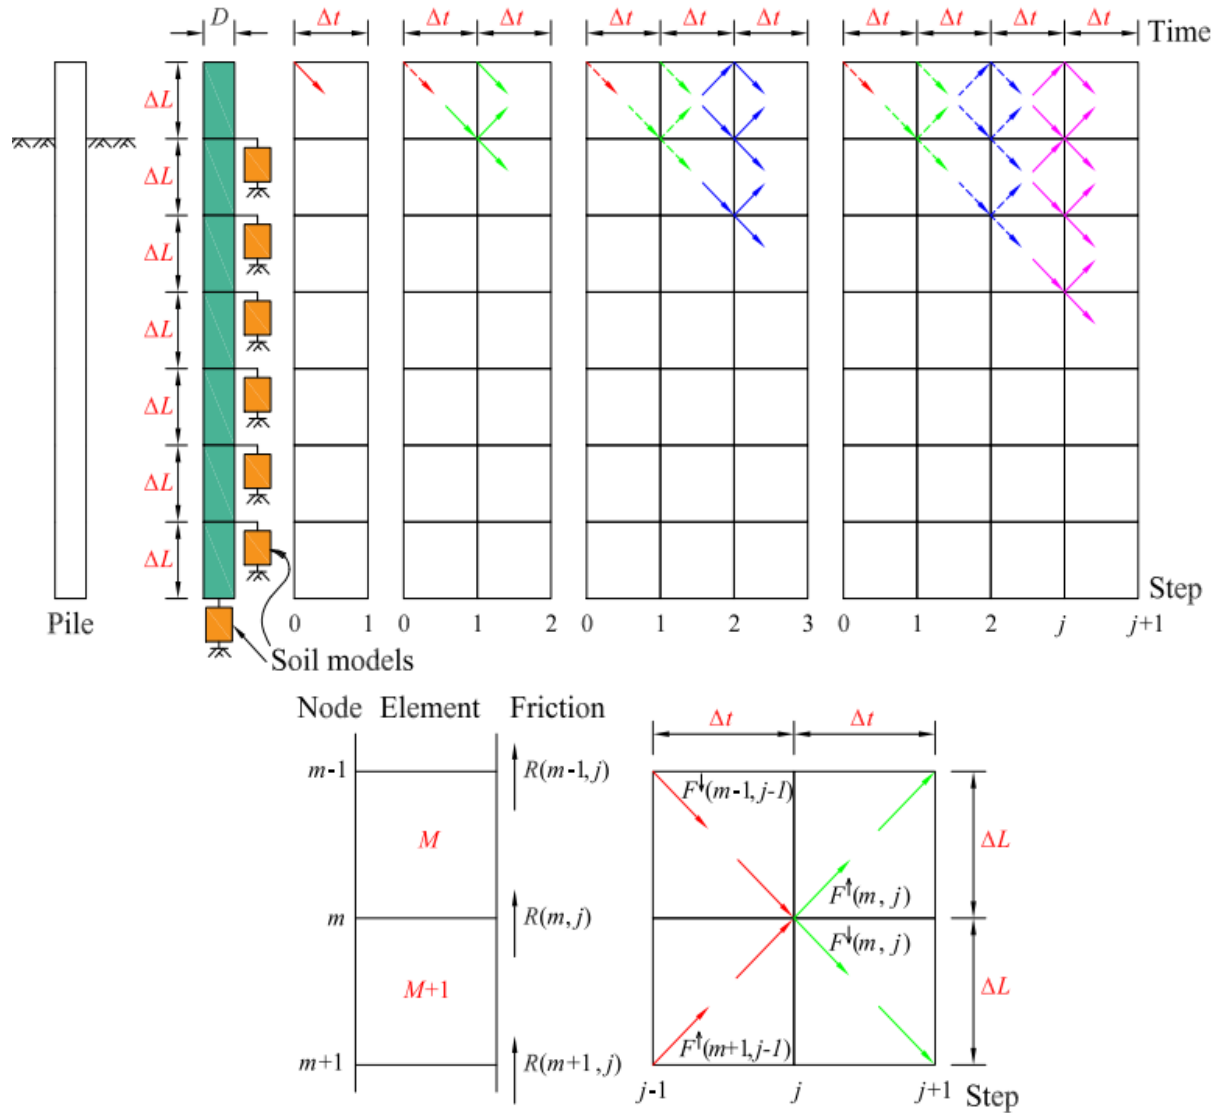 D Δt Δt Δt Δt Δt Δt Δt Δt Δt Δt Time
ΔL
ΔL
ΔL
ΔL
ΔL
ΔL
ΔL
Step
Pile 0 1 0 1 2 0 1 2 3 0 1 2 j j+1
Soil models
Node Element Friction Δt Δt
m-1 R(m-1,j) F↓(m-1,j-1)
M ΔL
F↑(m, j)
m R(m,j)
F↓(m, j)
M+1 ΔL
F↑(m+1,j-1)
m+1 R(m+1,j)
j-1 j j+1 Step